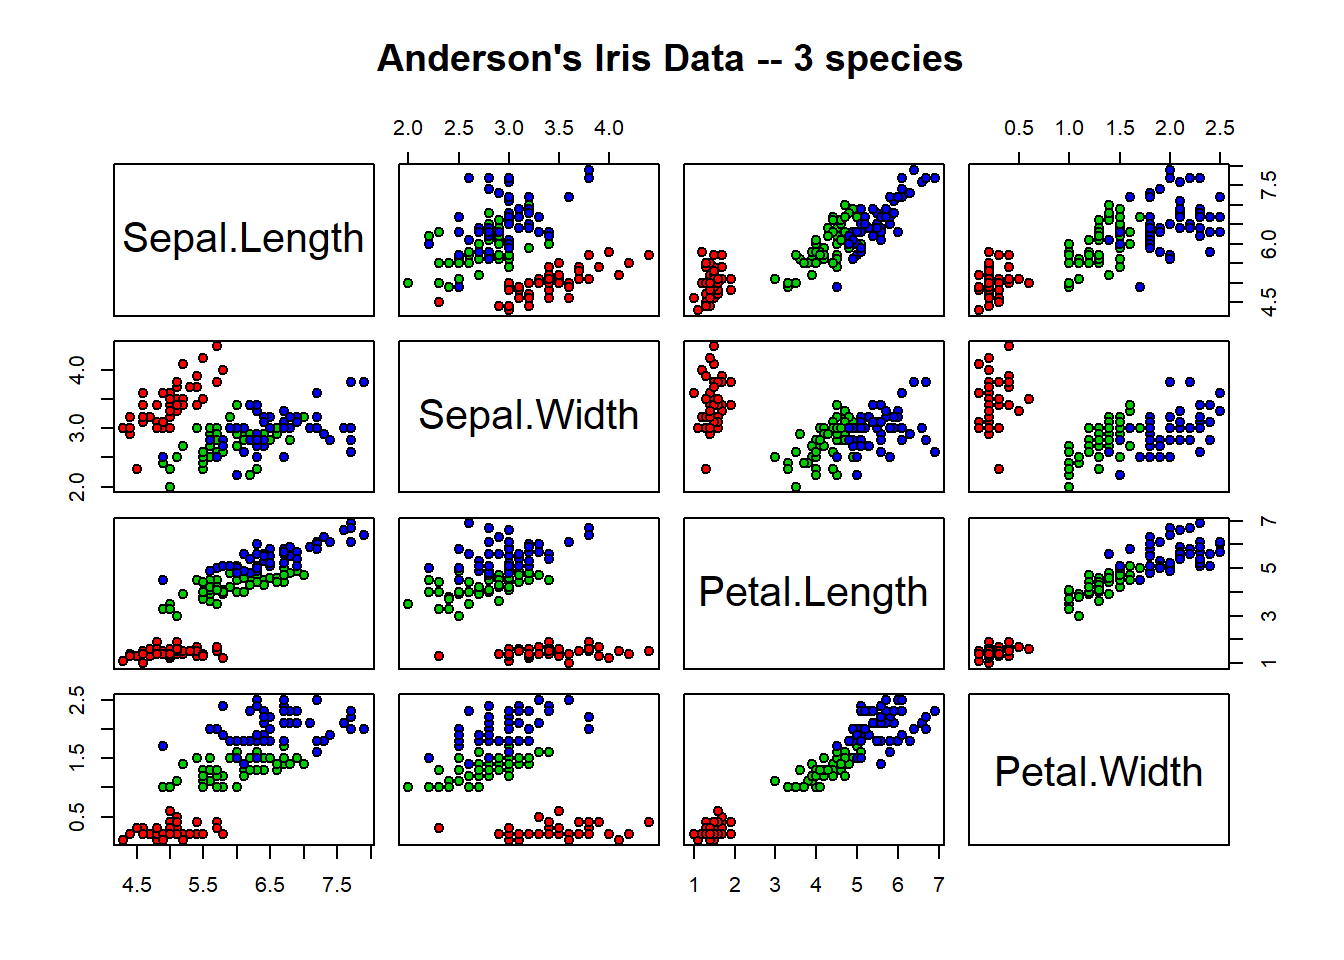 Anderson's Iris Data -- 3 species
2.0 2.5 3.0 3.5 4.0
0.5 1.0 1.5 2.0 2.5
Sepal.Length
4.5 6.0 7.5
2.0 3.0 4.0
Sepal.Width
Petal.Length
1 3 5 7
0.5 1.5 2.5
Petal.Width
4.5 5.5 6.5 7.5
1 2 3 4 5 6 7